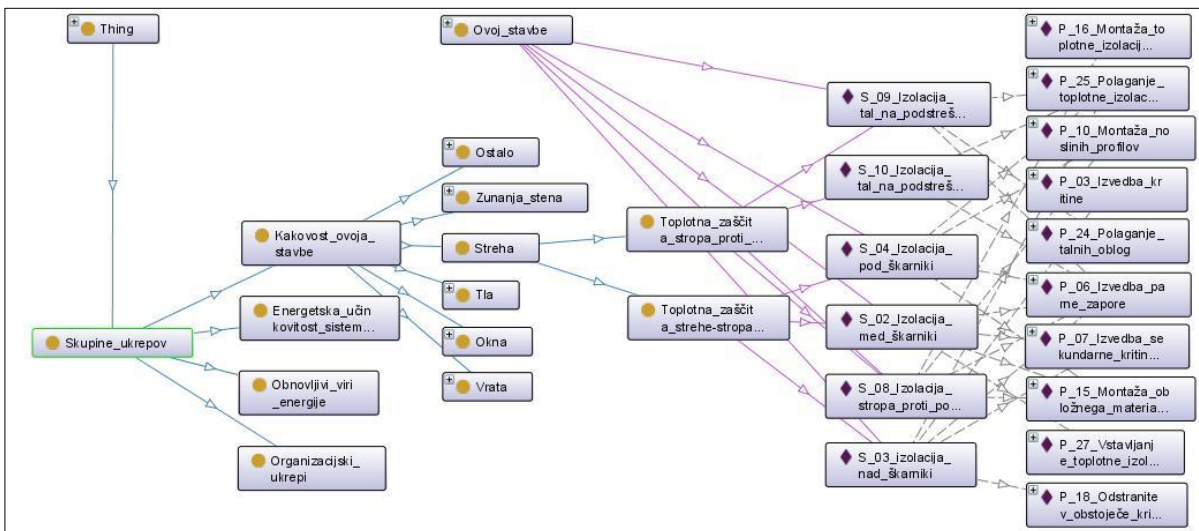 Thing
Skupine_ukrepov
Kakovost_ovoja_
stavbe
Energetska_učin
kovitost_sistem...
Obnovljivi_viri
_energije
Organizacijski_
ukrepi
Ostalo
Zunanja_stena
Streha
Tla
Okna
Vrata
Ovoj_stavbe
Toplotna_zaščit
a_stropa_proti_...
Toplotna_zaščit
a_strehe-stropa...
S_09_Izolacija_
tal_na_podstreš...
S_10_Izolacija_
tal_na_podstreš...
S_04_Izolacija_
pod_škarniki
S_02_Izolacija_
med_škarniki
S_08_Izolacija_
stropa_proti_po...
S_03_izolacija_
nad_škarniki
P_16_Montaža_to
plotne_izolacij...
P_25_Polaganje_
toplotne_izolac...
P_10_Montaža_no
silnih_profilov
P_03_Izvedba_kr
itine
P_24_Polaganje_
talnih_oblog
P_06_Izvedba_pa
rne_zapore
P_07_Izvedba_se
kundarne_kritin...
P_15_Montaža_ob
ložnega_materia...
P_27_Vstavljanj
e_toplotne_izol...
P_18_Odstranite
v_obstoječe_kri...